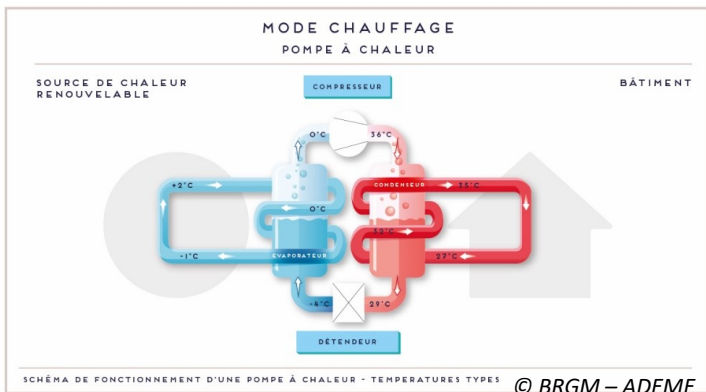 MODE CHAUFFAGE
POMPE À CHALEUR
SOURCE DE CHALEUR
RENOUVELABLE
COMPRESSEUR
BÂTIMENT
0°C
36°C
+2°C
CONDENSEUR
35°C
0°C
32°C
-1°C
ÉVAPORATEUR
27°C
-4°C
29°C
DÉTENDEUR
SCHÉMA DE FONCTIONNEMENT D'UNE POMPE À CHALEUR - TEMPERATURES TYPES
© BRGM – ADEME